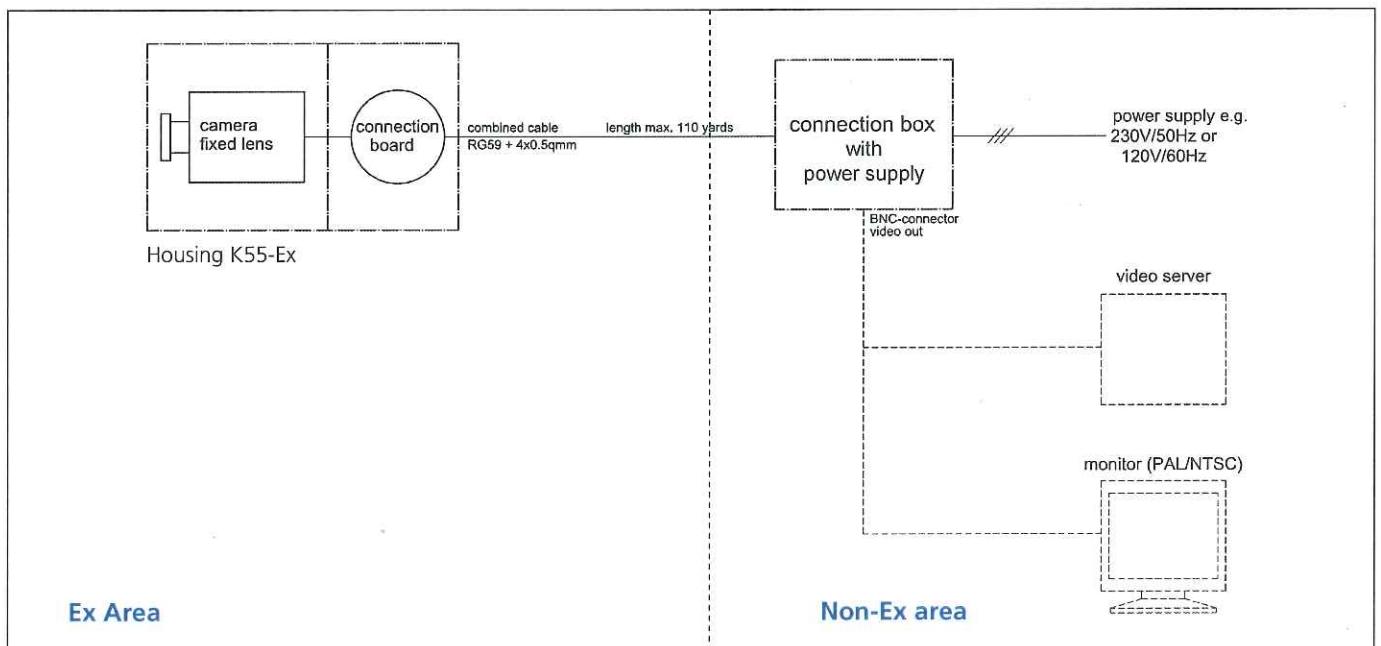 camera
fixed lens
connection
board
combined cable
RG59 + 4x0.5qmm
length max. 110 yards
connection box
with
power supply
power supply e.g.
230V/50Hz or
120V/60Hz
Housing K55-Ex
BNC-connector
video out
video server
monitor (PAL/NTSC)
Ex Area
Non-Ex area